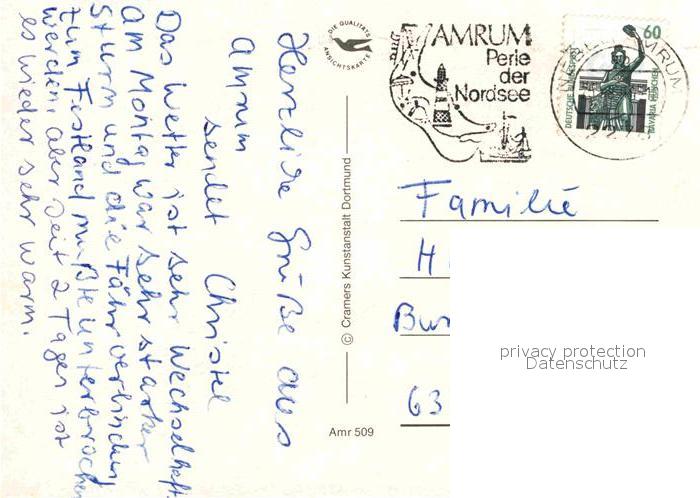 Herzliche Grüße aus
Amrum
sendet Christel
Das Wetter ist sehr wechselhaft.
Am Montag war sehr starker
Sturm und die Fährverbindung
zum Festland mußte unterbrochen
werden, aber seit 2 Tagen ist
es wieder sehr warm.
DIE QUALITÄTS
ANSICHTSKARTE
© Cramers Kunstanstalt Dortmund
Amr 509
AMRUM
Perle
der
Nordsee
60
DEUTSCHE BUNDESPOST
BAVARIA MÜNCHEN
AMRUM
Familie
H
Bur
63
privacy protection
Datenschutz